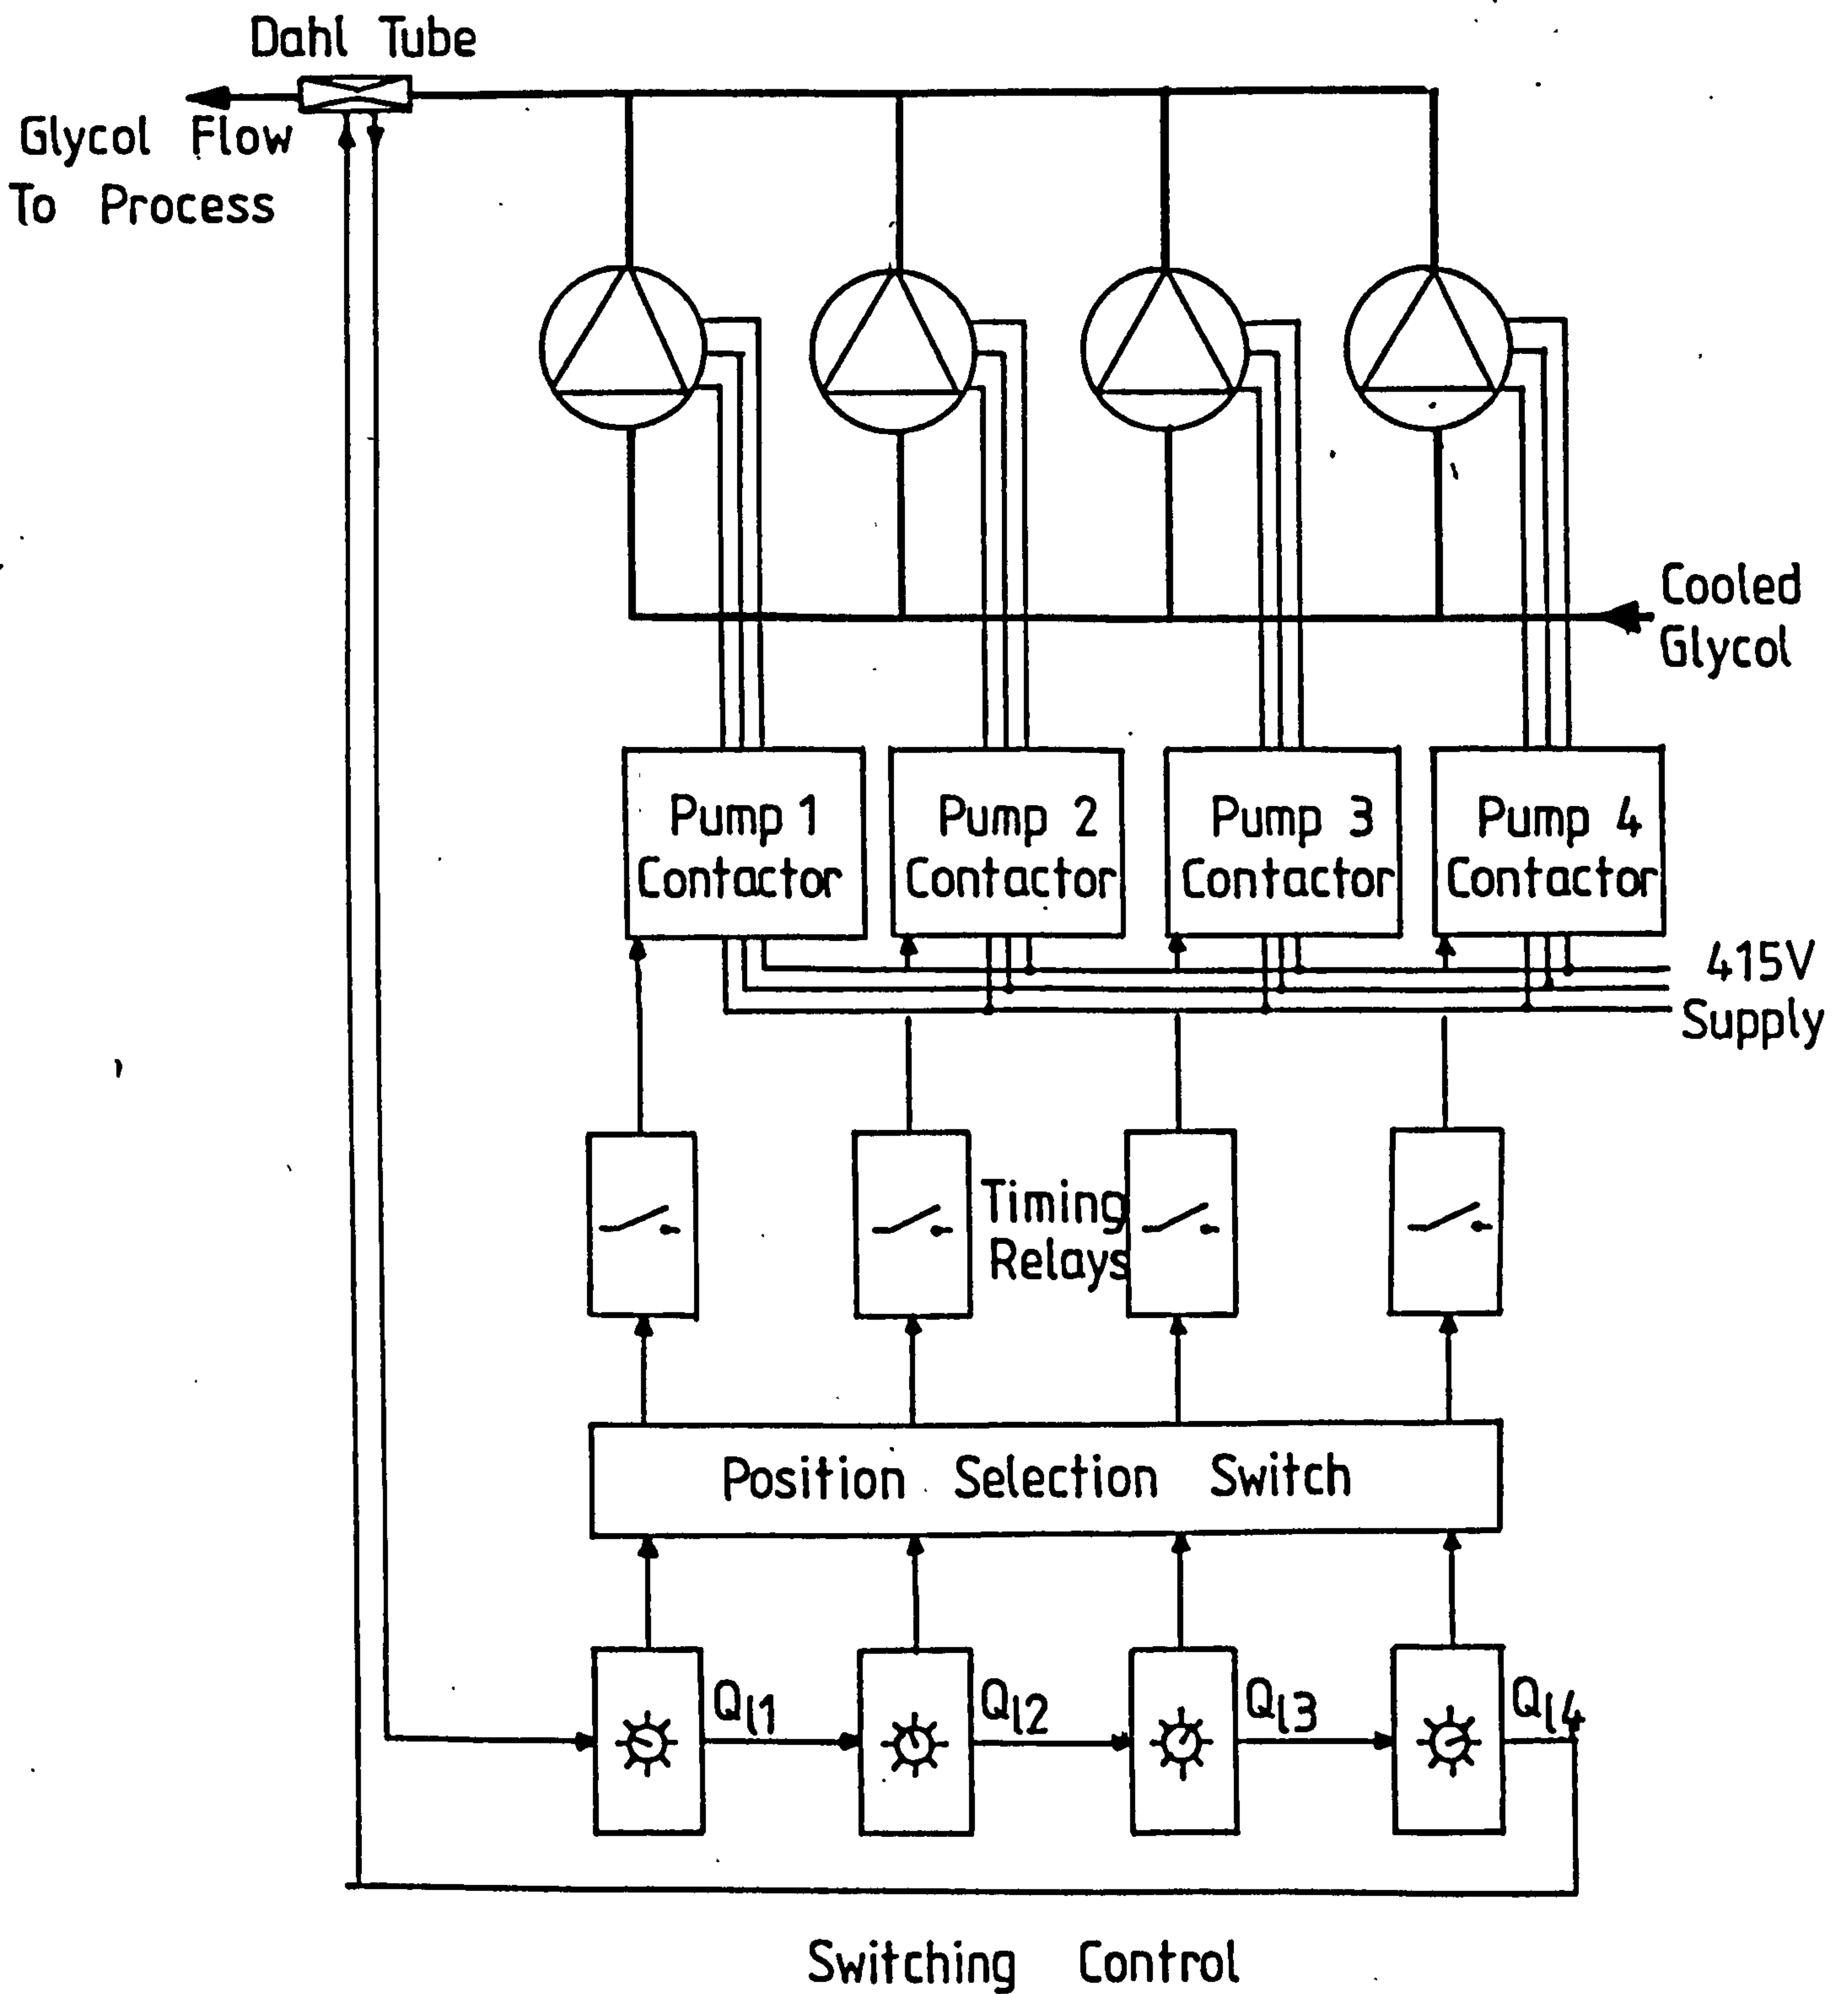 Dahl Tube
Glycol Flow
To Process
Cooled
Glycol
Pump 1
Contactor
Pump 2
Contactor
Pump 3
Contactor
Pump 4
Contactor
415V
Supply
Timing
Relays
Position Selection Switch
Ql1
Ql2
Ql3
Ql4
Switching Control